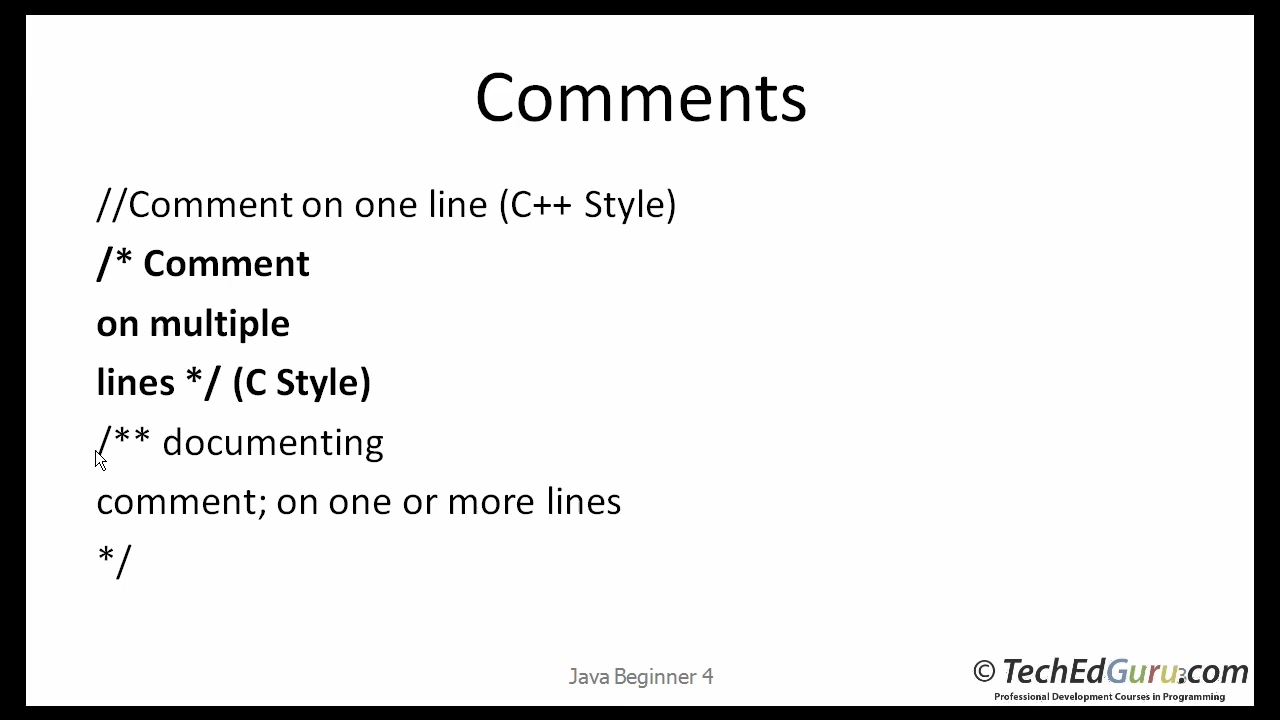 Comments
//Comment on one line (C++ Style)
/* Comment
on multiple
lines */ (C Style)
/** documenting
comment; on one or more lines
*/
Java Beginner 4
© TechEdGuru.com
Professional Development Courses in Programming